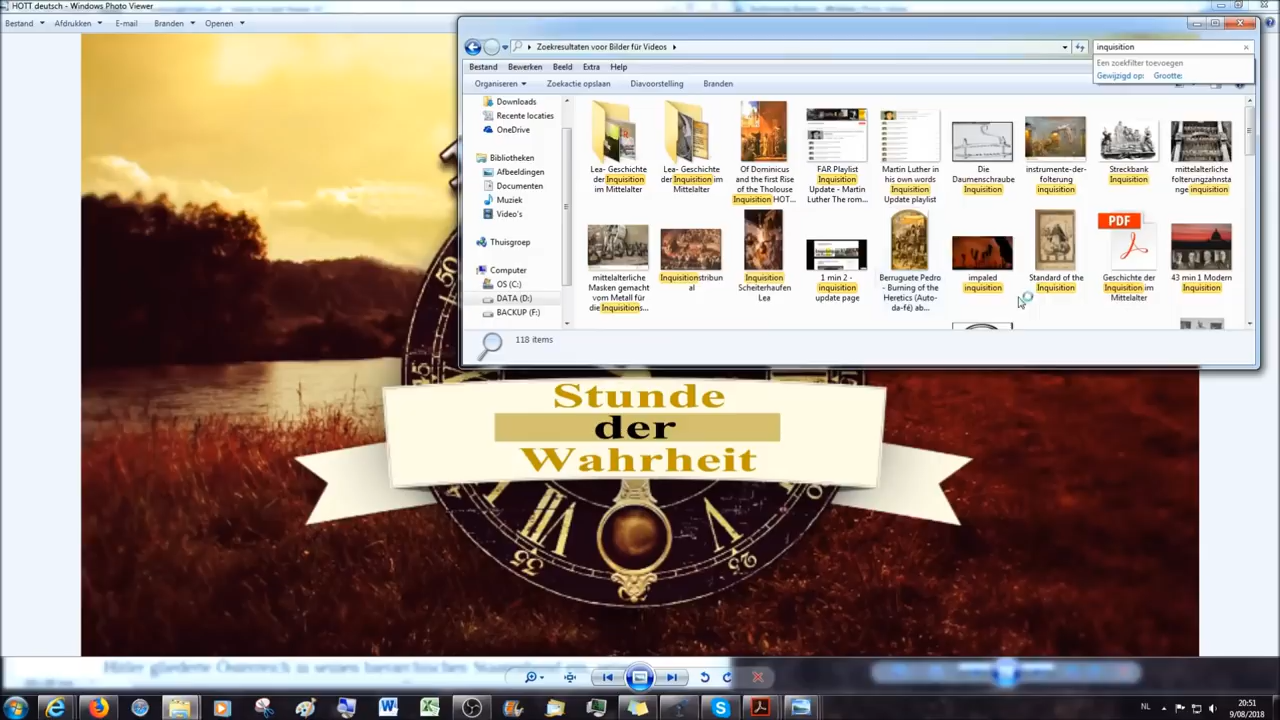 HOTT deutsch - Windows Photo Viewer
Bestand Afdrukken E-mail Branden Openen
Zoekresultaten voor Bilder für Videos
inquisition
Een zoekfilter toevoegen
Gewijzigd op: Grootte:
Bestand Bewerken Beeld Extra Help
Organiseren Zoekactie opslaan Diavoorstelling Branden
Downloads
Recente locaties
OneDrive
Bibliotheken
Afbeeldingen
Documenten
Muziek
Video's
Thuisgroep
Computer
OS (C:)
DATA (D:)
BACKUP (F:)
Lea- Geschichte
der Inquisition
im Mittelalter
Lea- Geschichte
der Inquisition im
Mittelalter
Of Dominicus
and the first Rise
of the Tholouse
Inquisition HOT...
FAR Playlist
Inquisition
Update - Martin
Luther The rom...
Martin Luther in
his own words
Inquisition
Update playlist
Die
Daumenschraube
Inquisition
instrumente-der-
folterung
inquisition
Streckbank
Inquisition
mittelalterliche
folterungzahnsta
nge inquisition
mittelalterliche
Masken gemacht
vom Metall für
die Inquisitions...
Inquisitionstribun
al
Inquisition
Scheiterhaufen
Lea
1 min 2 -
inquisition
update page
Berruguete Pedro
- Burning of the
Heretics (Auto-
da-fé) ab...
impaled
inquisition
Standard of the
Inquisition
PDF
Geschichte der
Inquisition im
Mittelalter
43 min 1 Modern
Inquisition
118 items
Stunde
der
Wahrheit
Hitler gliederte Österreich in seinen
NL
20:51
9/08/2018